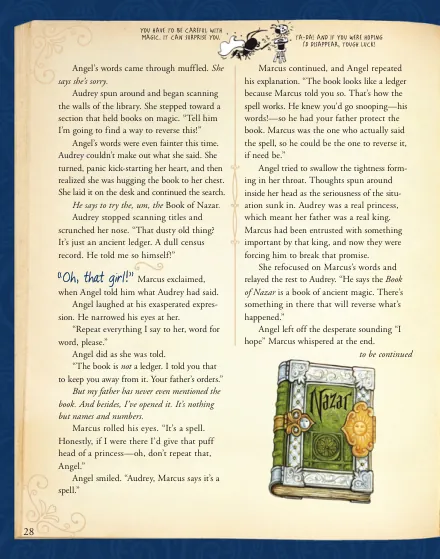 YOU HAVE TO BE CAREFUL WITH
MAGIC. IT CAN SURPRISE YOU.
TA-DA! AND IF YOU WERE HOPING
I'D DISAPPEAR, TOUGH LUCK!
Angel's words came through muffled. She
says she's sorry.
Audrey spun around and began scanning
the walls of the library. She stepped toward a
section that held books on magic. "Tell him
I'm going to find a way to reverse this!"
Angel's words were even fainter this time.
Audrey couldn't make out what she said. She
turned, panic kick-starting her heart, and then
realized she was hugging the book to her chest.
She laid it on the desk and continued the search.
He says to try the, um, the Book of Nazar.
Audrey stopped scanning titles and
scrunched her nose. "That dusty old thing?
It's just an ancient ledger. A dull census
record. He told me so himself!"
"Oh, that girl!" Marcus exclaimed,
when Angel told him what Audrey had said.
Angel laughed at his exasperated expres-
sion. He narrowed his eyes at her.
"Repeat everything I say to her, word for
word, please."
Angel did as she was told.
"The book is not a ledger. I told you that
to keep you away from it. Your father's orders."
But my father has never even mentioned the
book. And besides, I've opened it. It's nothing
but names and numbers.
Marcus rolled his eyes. "It's a spell.
Honestly, if I were there I'd give that puff
head of a princess—oh, don't repeat that,
Angel."
Angel smiled. "Audrey, Marcus says it's a
spell."
28
Marcus continued, and Angel repeated
his explanation. "The book looks like a ledger
because Marcus told you so. That's how the
spell works. He knew you'd go snooping—his
words!—so he had your father protect the
book. Marcus was the one who actually said
the spell, so he could be the one to reverse it,
if need be."
Angel tried to swallow the tightness form-
ing in her throat. Thoughts spun around
inside her head as the seriousness of the situ-
ation sunk in. Audrey was a real princess,
which meant her father was a real king.
Marcus had been entrusted with something
important by that king, and now they were
forcing him to break that promise.
She refocused on Marcus's words and
relayed the rest to Audrey. "He says the Book
of Nazar is a book of ancient magic. There's
something in there that will reverse what's
happened."
Angel left off the desperate sounding "I
hope" Marcus whispered at the end.
to be continued
Nazar